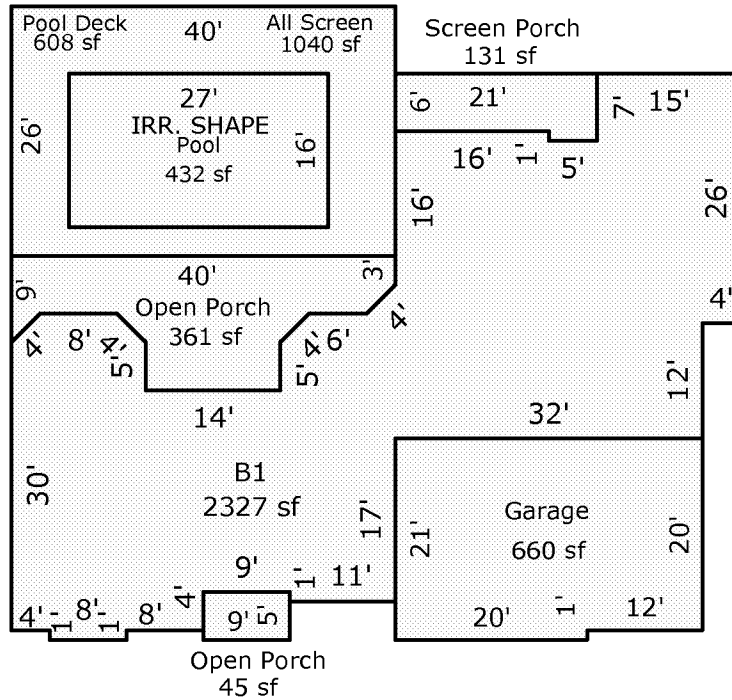 Pool Deck
608 sf
40'
All Screen
1040 sf
Screen Porch
131 sf
27'
IRR. SHAPE
Pool
432 sf
16'
26'
6'
21'
7'
15'
16'
1'
5'
16'
26'
9'
40'
3'
4'
Open Porch
361 sf
4'
8'
4'
5'
4'
6'
5'
4'
12'
14'
32'
30'
B1
2327 sf
17'
21'
Garage
660 sf
20'
9'
4'
1'
11'
4'
1'
8'
1'
8'
9'
5'
20'
1'
12'
Open Porch
45 sf